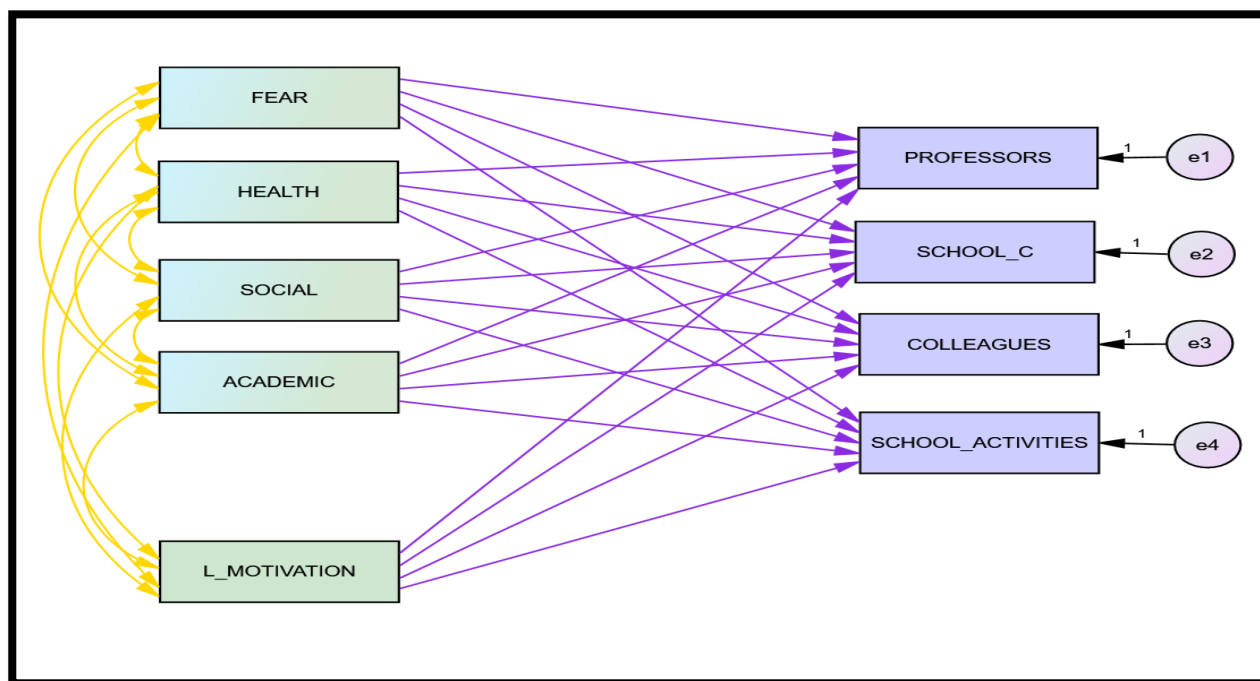 FEAR
HEALTH
SOCIAL
ACADEMIC
L_MOTIVATION
PROFESSORS
1
e1
SCHOOL_C
1
e2
COLLEAGUES
1
e3
SCHOOL_ACTIVITIES
1
e4